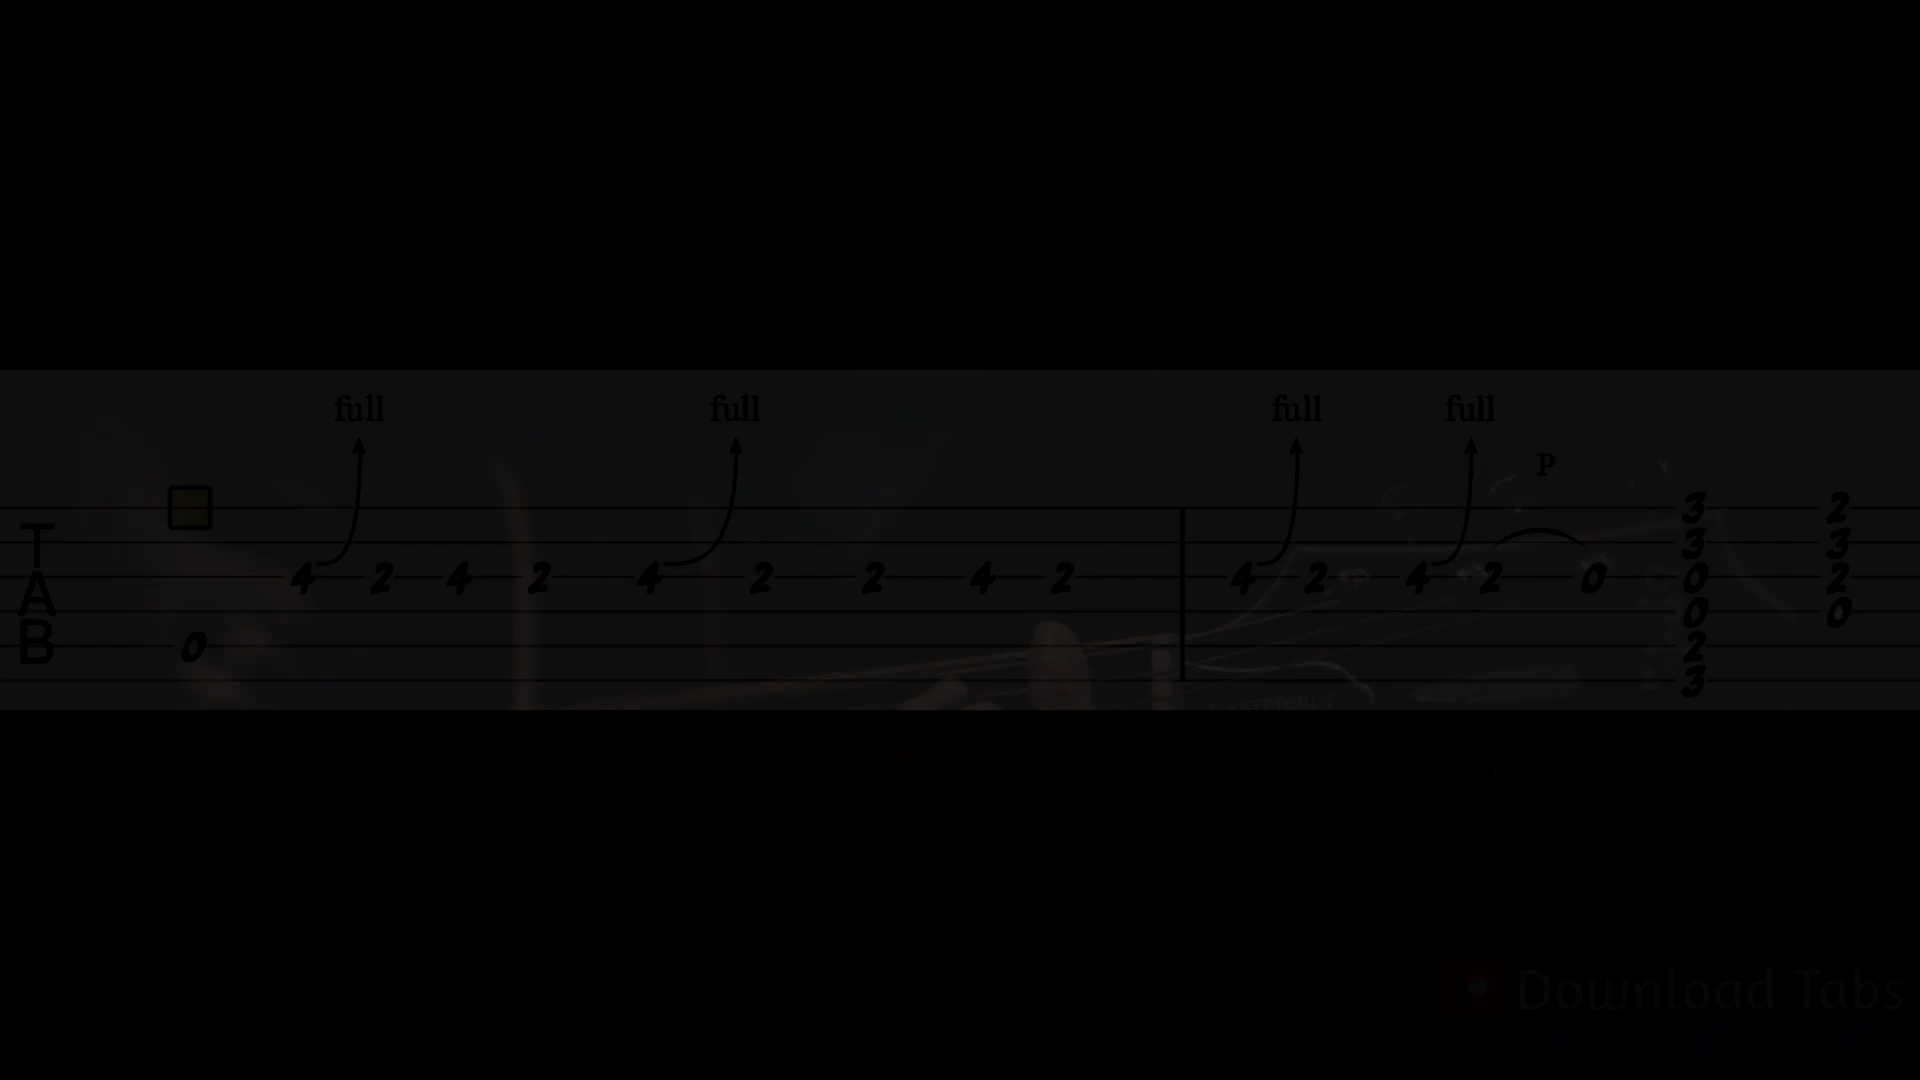 full full full full
P
3 2
T 3 3
A 4 2 4 2 4 2 2 4 2 4 2 4 2 0 0 2
0 0
B 0 2
3
Download Tabs